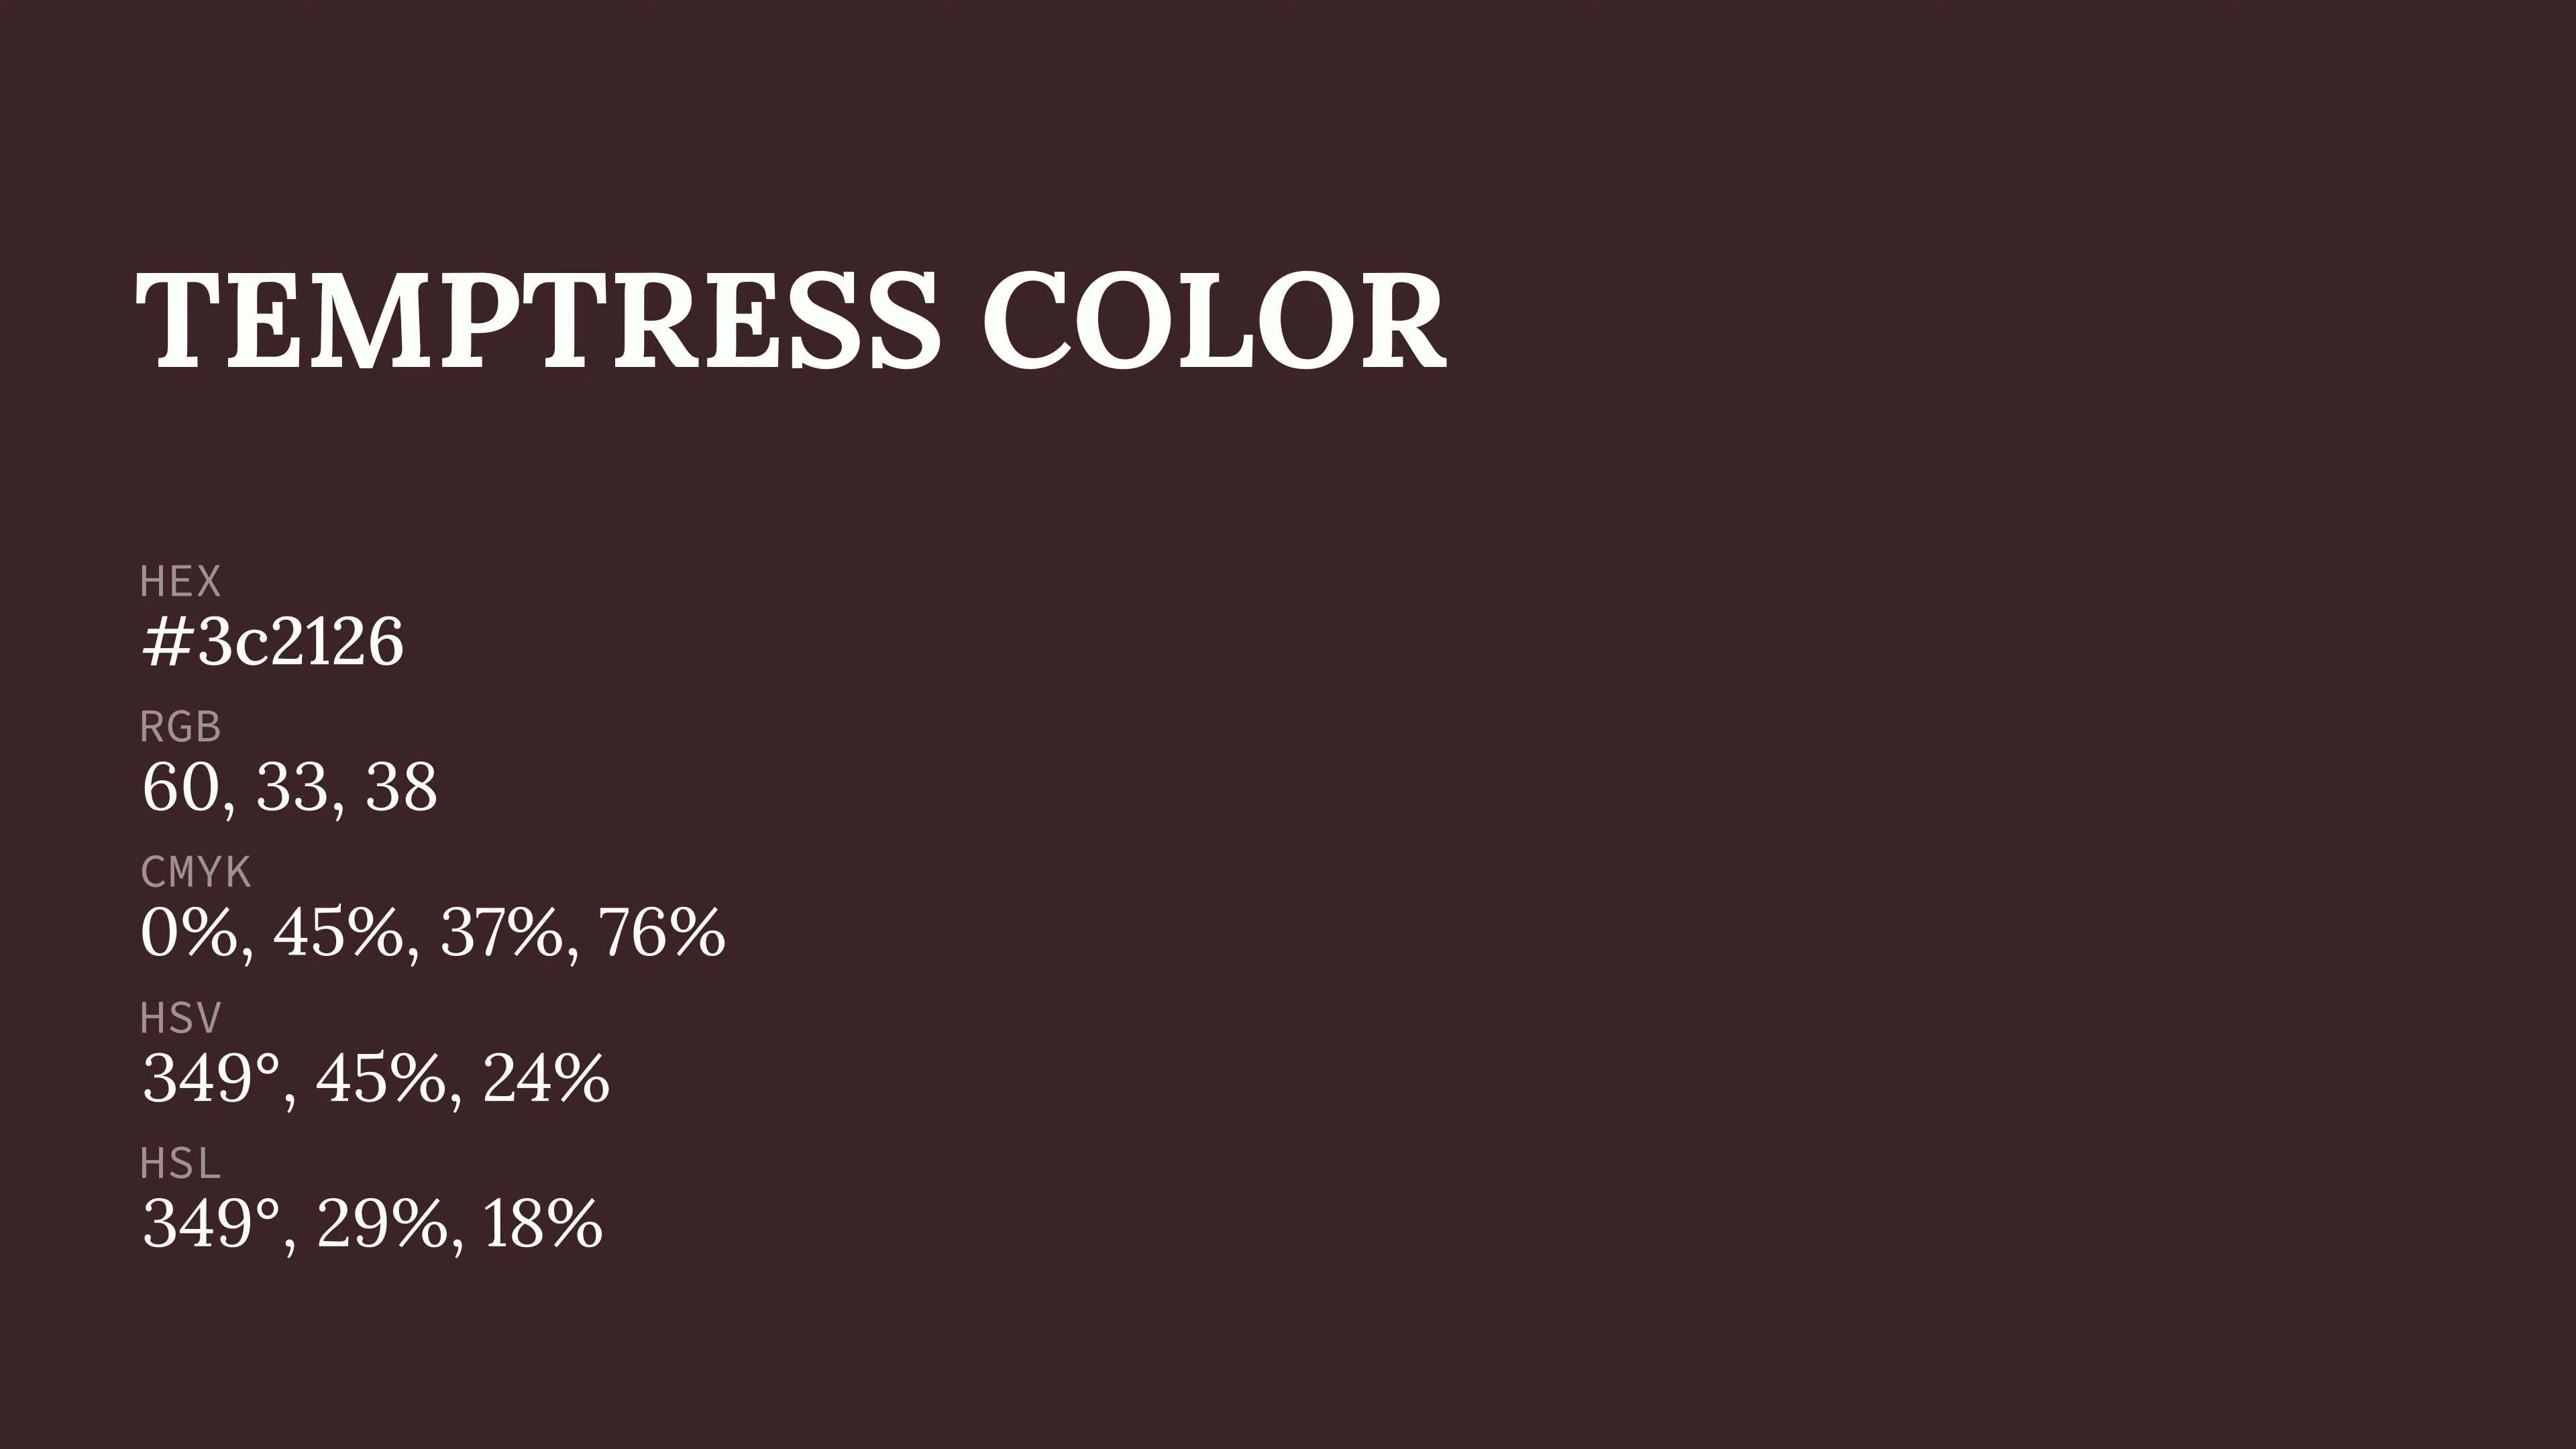 TEMPTRESS COLOR
HEX
#3c2126
RGB
60, 33, 38
CMYK
0%, 45%, 37%, 76%
HSV
349°, 45%, 24%
HSL
349°, 29%, 18%